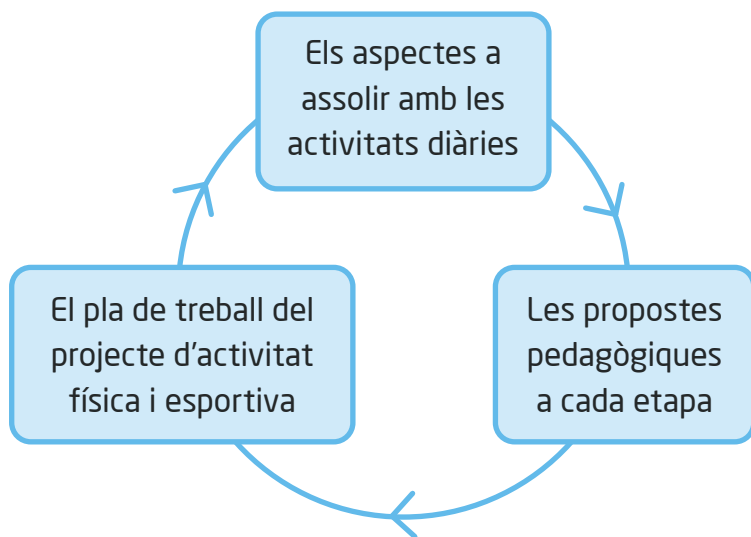 Els aspectes a
assolir amb les
activitats diàries
El pla de treball del
projecte d'activitat
física i esportiva
Les propostes
pedagògiques
a cada etapa